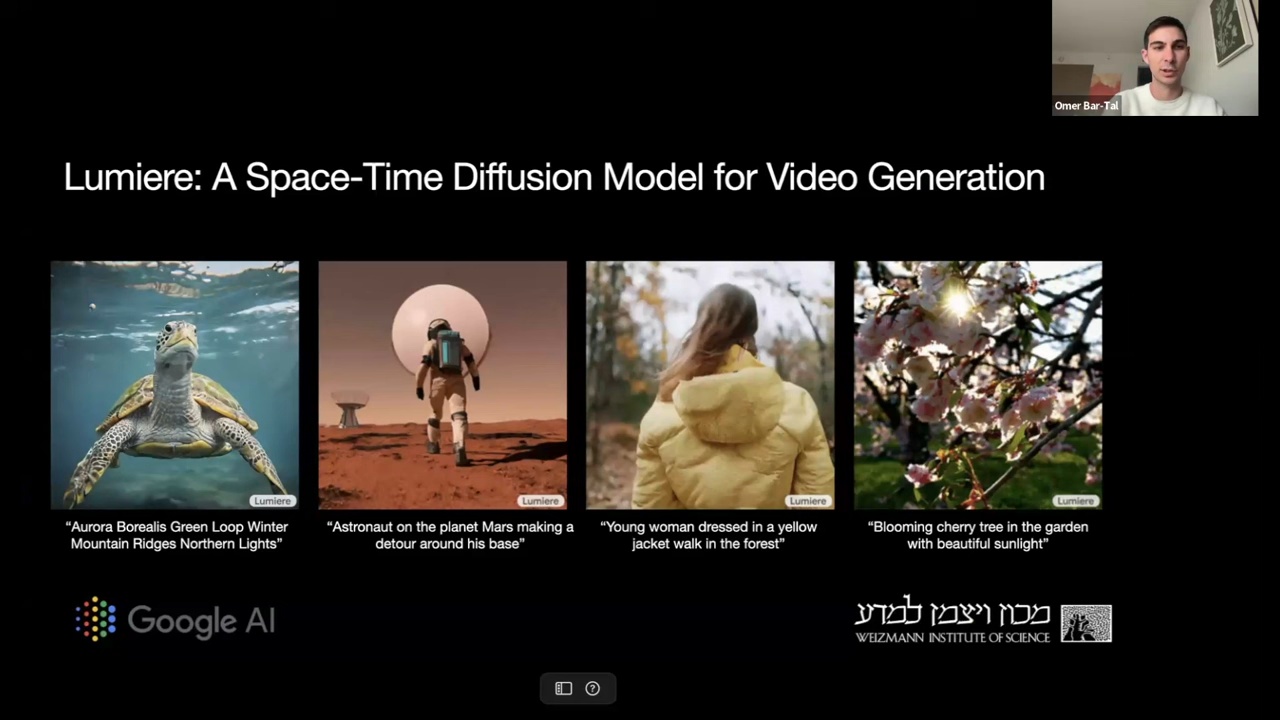 Omer Bar-Tal
Lumiere: A Space-Time Diffusion Model for Video Generation
Lumiere
Lumiere
Lumiere
Lumiere
“Aurora Borealis Green Loop Winter
Mountain Ridges Northern Lights”
“Astronaut on the planet Mars making a
detour around his base”
“Young woman dressed in a yellow
jacket walk in the forest”
“Blooming cherry tree in the garden
with beautiful sunlight”
Google AI
מכון ויצמן למדע
WEIZMANN INSTITUTE OF SCIENCE